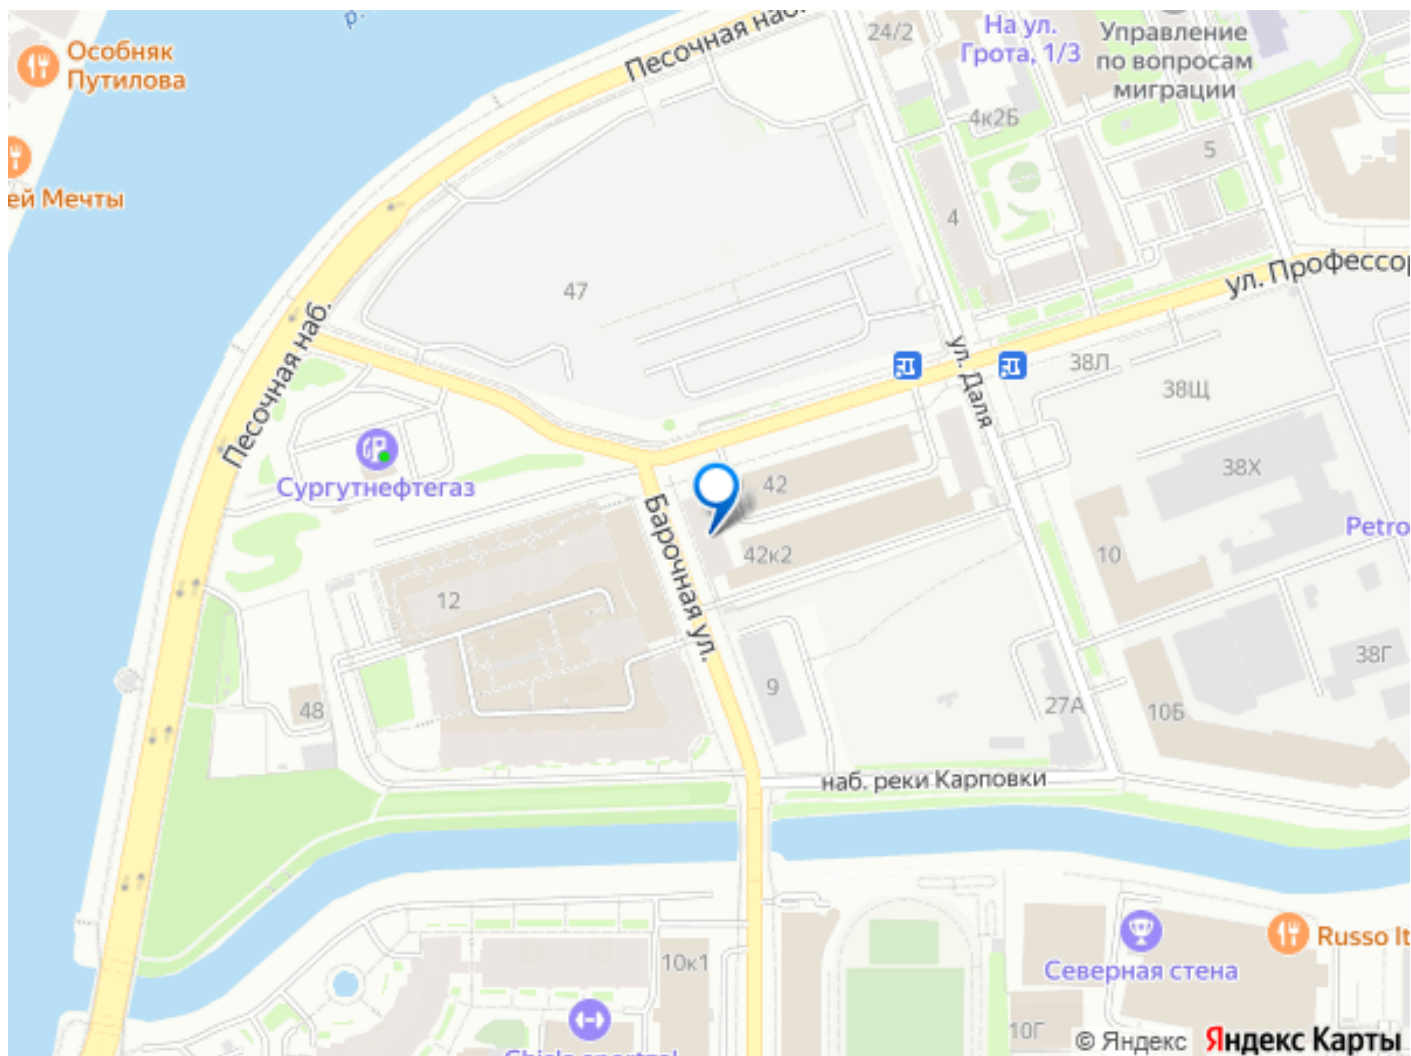 Особняк
Путилова
ей Мечты
р.
Песочная наб.
24/2
На ул.
Грота, 1/3
Управление
по вопросам
миграции
4к2Б
5
4
47
ул. Профессор
Песочная наб.
ул. Даля
38Л
38Щ
Сургутнефтегаз
42
38Х
Барочная ул.
42к2
10
Petro
12
9
38Г
48
27А
10Б
наб. реки Карповки
10к1
Северная стена
Russo It
10Г
© Яндекс Яндекс Карты